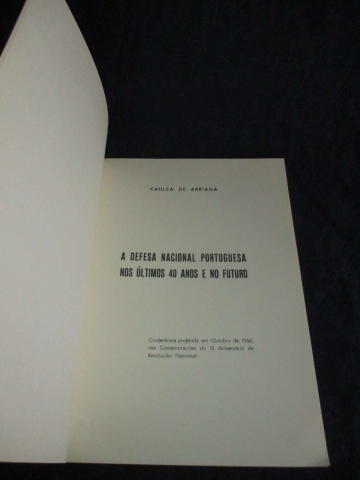 KAULZA DE ARRIAGA
A DEFESA NACIONAL PORTUGUESA
NOS ÚLTIMOS 40 ANOS E NO FUTURO
Conferência proferida em Outubro de 1966,
nas Comemorações do XL Aniversário da
Revolução Nacional.